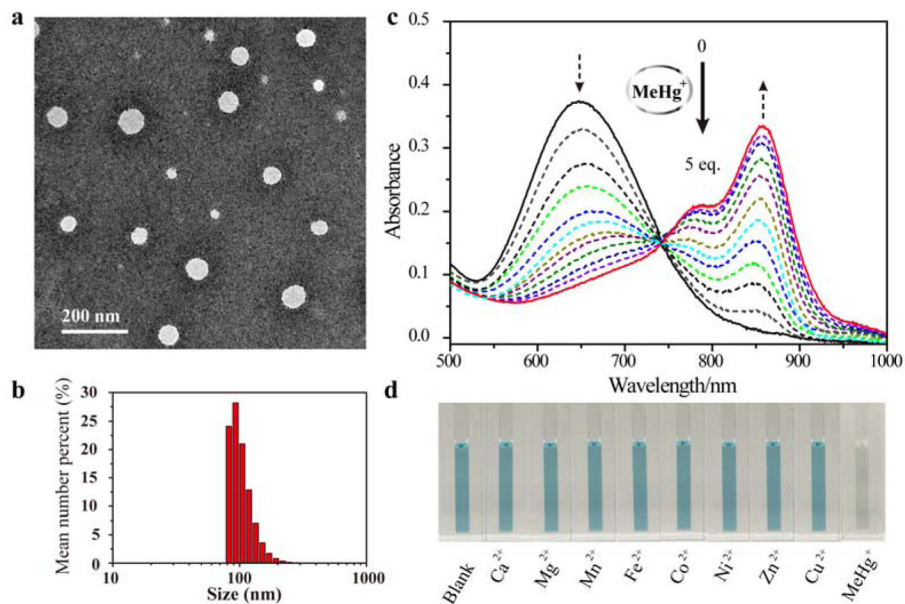 a
200 nm
b
Mean number percent (%)
30
25
20
15
10
5
0
10
100
1000
Size (nm)
c
Absorbance
0.5
0.4
0.3
0.2
0.1
0.0
0
MeHg+
5 eq.
500
600
700
800
900
1000
Wavelength/nm
d
Blank
Ca2+
Mg2+
Mn2+
Fe2+
Co2+
Ni2+
Zn2+
Cu2+
MeHg+